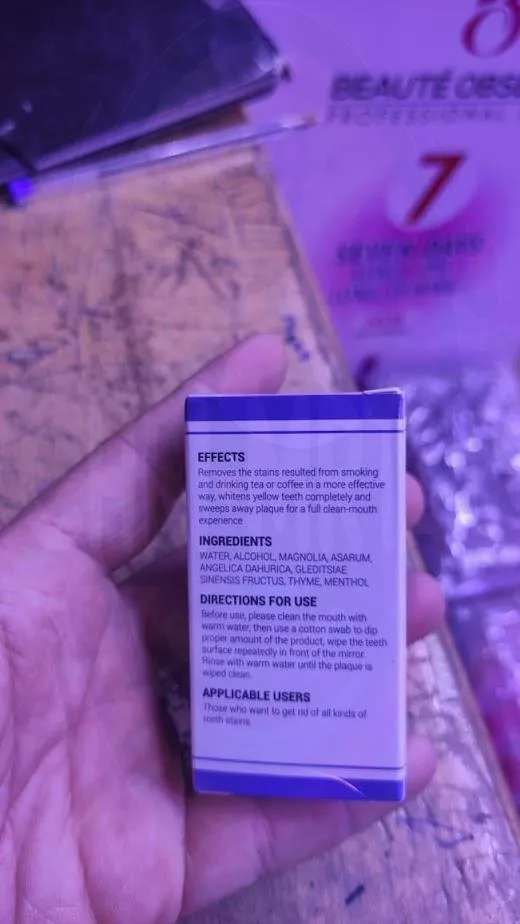 BEAUTÉ OBS
PROFESSIONAL
7
EFFECTS
Removes the stains resulted from smoking
and drinking tea or coffee in a more effective
way, whitens yellow teeth completely and
sweeps away plaque for a full clean-mouth
experience
INGREDIENTS
WATER, ALCOHOL, MAGNOLIA, ASARUM,
ANGELICA DAHURICA, GLEDITSIAE
SINENSIS FRUCTUS, THYME, MENTHOL
DIRECTIONS FOR USE
Before use, please clean the mouth with
warm water, then use a cotton swab to dip
proper amount of the product, wipe the teeth
surface repeatedly in front of the mirror.
Rinse with warm water until the plaque is
wiped clean.
APPLICABLE USERS
Those who want to get rid of all kinds of
teeth stains